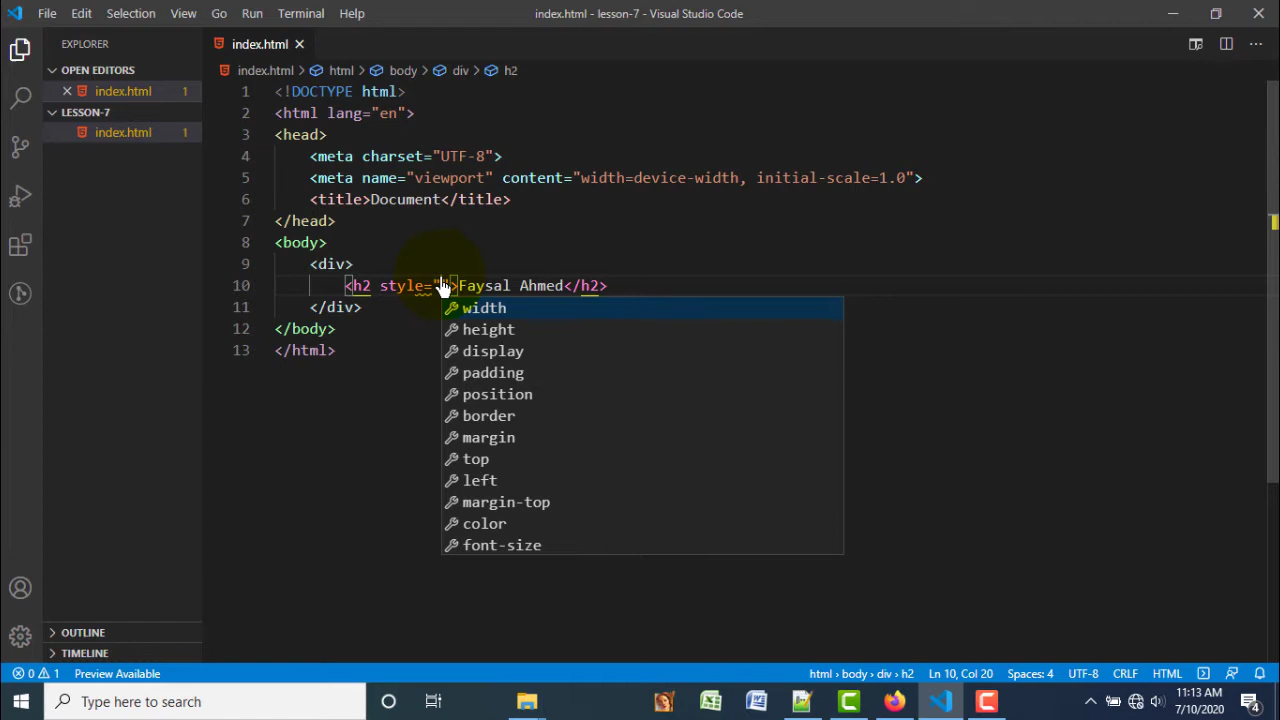 File Edit Selection View Go Run Terminal Help index.html - lesson-7 - Visual Studio Code
EXPLORER
index.html
OPEN EDITORS
index.html 1
LESSON-7
index.html 1
index.html > html > body > div > h2
1 <!DOCTYPE html>
2 <html lang="en">
3 <head>
4 <meta charset="UTF-8">
5 <meta name="viewport" content="width=device-width, initial-scale=1.0">
6 <title>Document</title>
7 </head>
8 <body>
9 <div>
10 <h2 style="">Faysal Ahmed</h2>
11 </div>
12 </body>
13 </html>
width
height
display
padding
position
border
margin
top
left
margin-top
color
font-size
OUTLINE
TIMELINE
0 1 Preview Available html > body > div > h2 Ln 10, Col 20 Spaces: 4 UTF-8 CRLF HTML
Type here to search
11:13 AM
7/10/2020
4